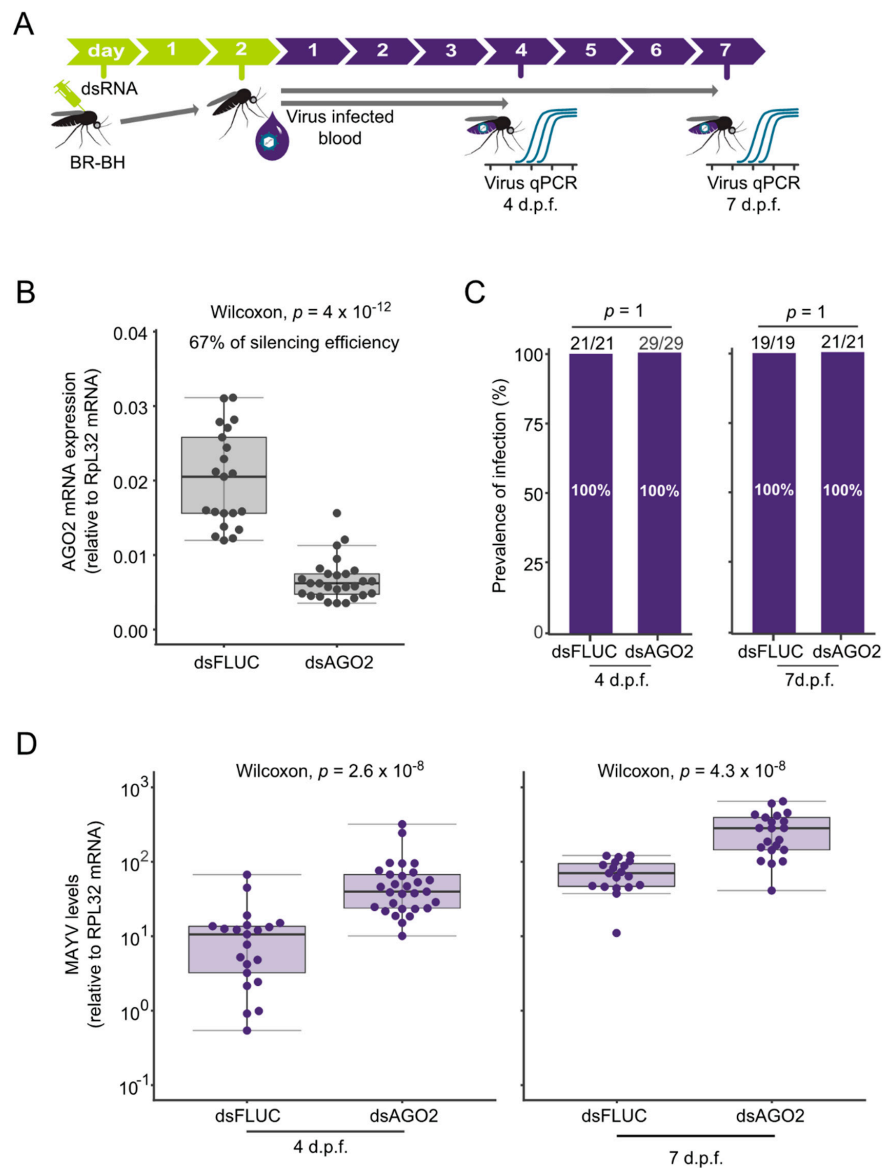 A
day 1 2 1 2 3 4 5 6 7
dsRNA
BR-BH
Virus infected
blood
Virus qPCR
4 d.p.f.
Virus qPCR
7 d.p.f.
B
Wilcoxon, p = 4 x 10-12
67% of silencing efficiency
AGO2 mRNA expression
(relative to RpL32 mRNA)
0.04
0.03
0.02
0.01
0.00
dsFLUC dsAGO2
C
p = 1
p = 1
21/21 29/29
19/19 21/21
Prevalence of infection (%)
100
75
50
25
0
100% 100%
100% 100%
dsFLUC dsAGO2
4 d.p.f.
dsFLUC dsAGO2
7d.p.f.
D
Wilcoxon, p = 2.6 x 10-8
Wilcoxon, p = 4.3 x 10-8
MAYV levels
(relative to RPL32 mRNA)
103
102
101
100
10-1
dsFLUC dsAGO2
4 d.p.f.
dsFLUC dsAGO2
7 d.p.f.